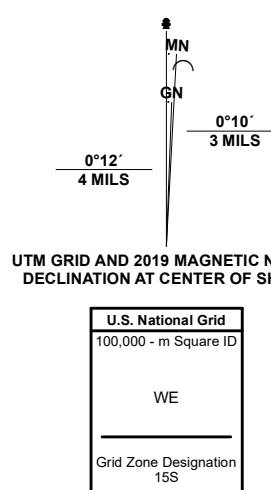 MN
GN
0°10´
3 MILS
0°12´
4 MILS
UTM GRID AND 2019 MAGNETIC N
DECLINATION AT CENTER OF SH
U.S. National Grid
100,000 - m Square ID
WE
Grid Zone Designation
15S